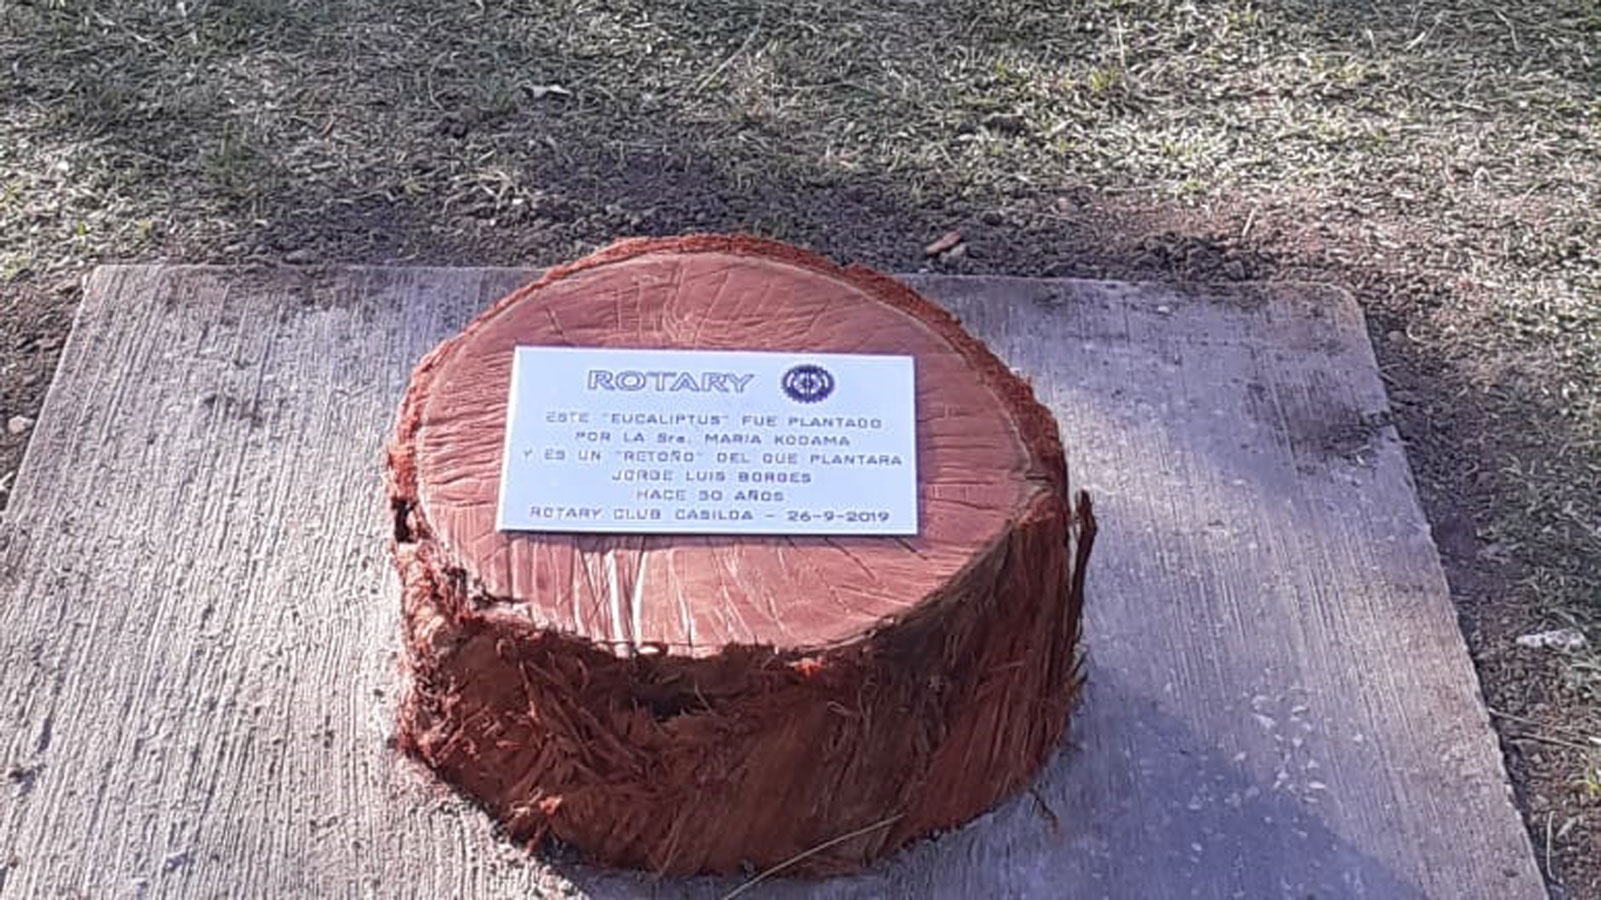 ROTARY
ESTE "EUCALIPTUS" FUE PLANTADO
POR LA Sra. MARIA KODAMA
Y ES UN "RETOÑO" DEL QUE PLANTARA
JORGE LUIS BORGES
HACE 50 AÑOS
ROTARY CLUB CASILDA - 26-9-2019